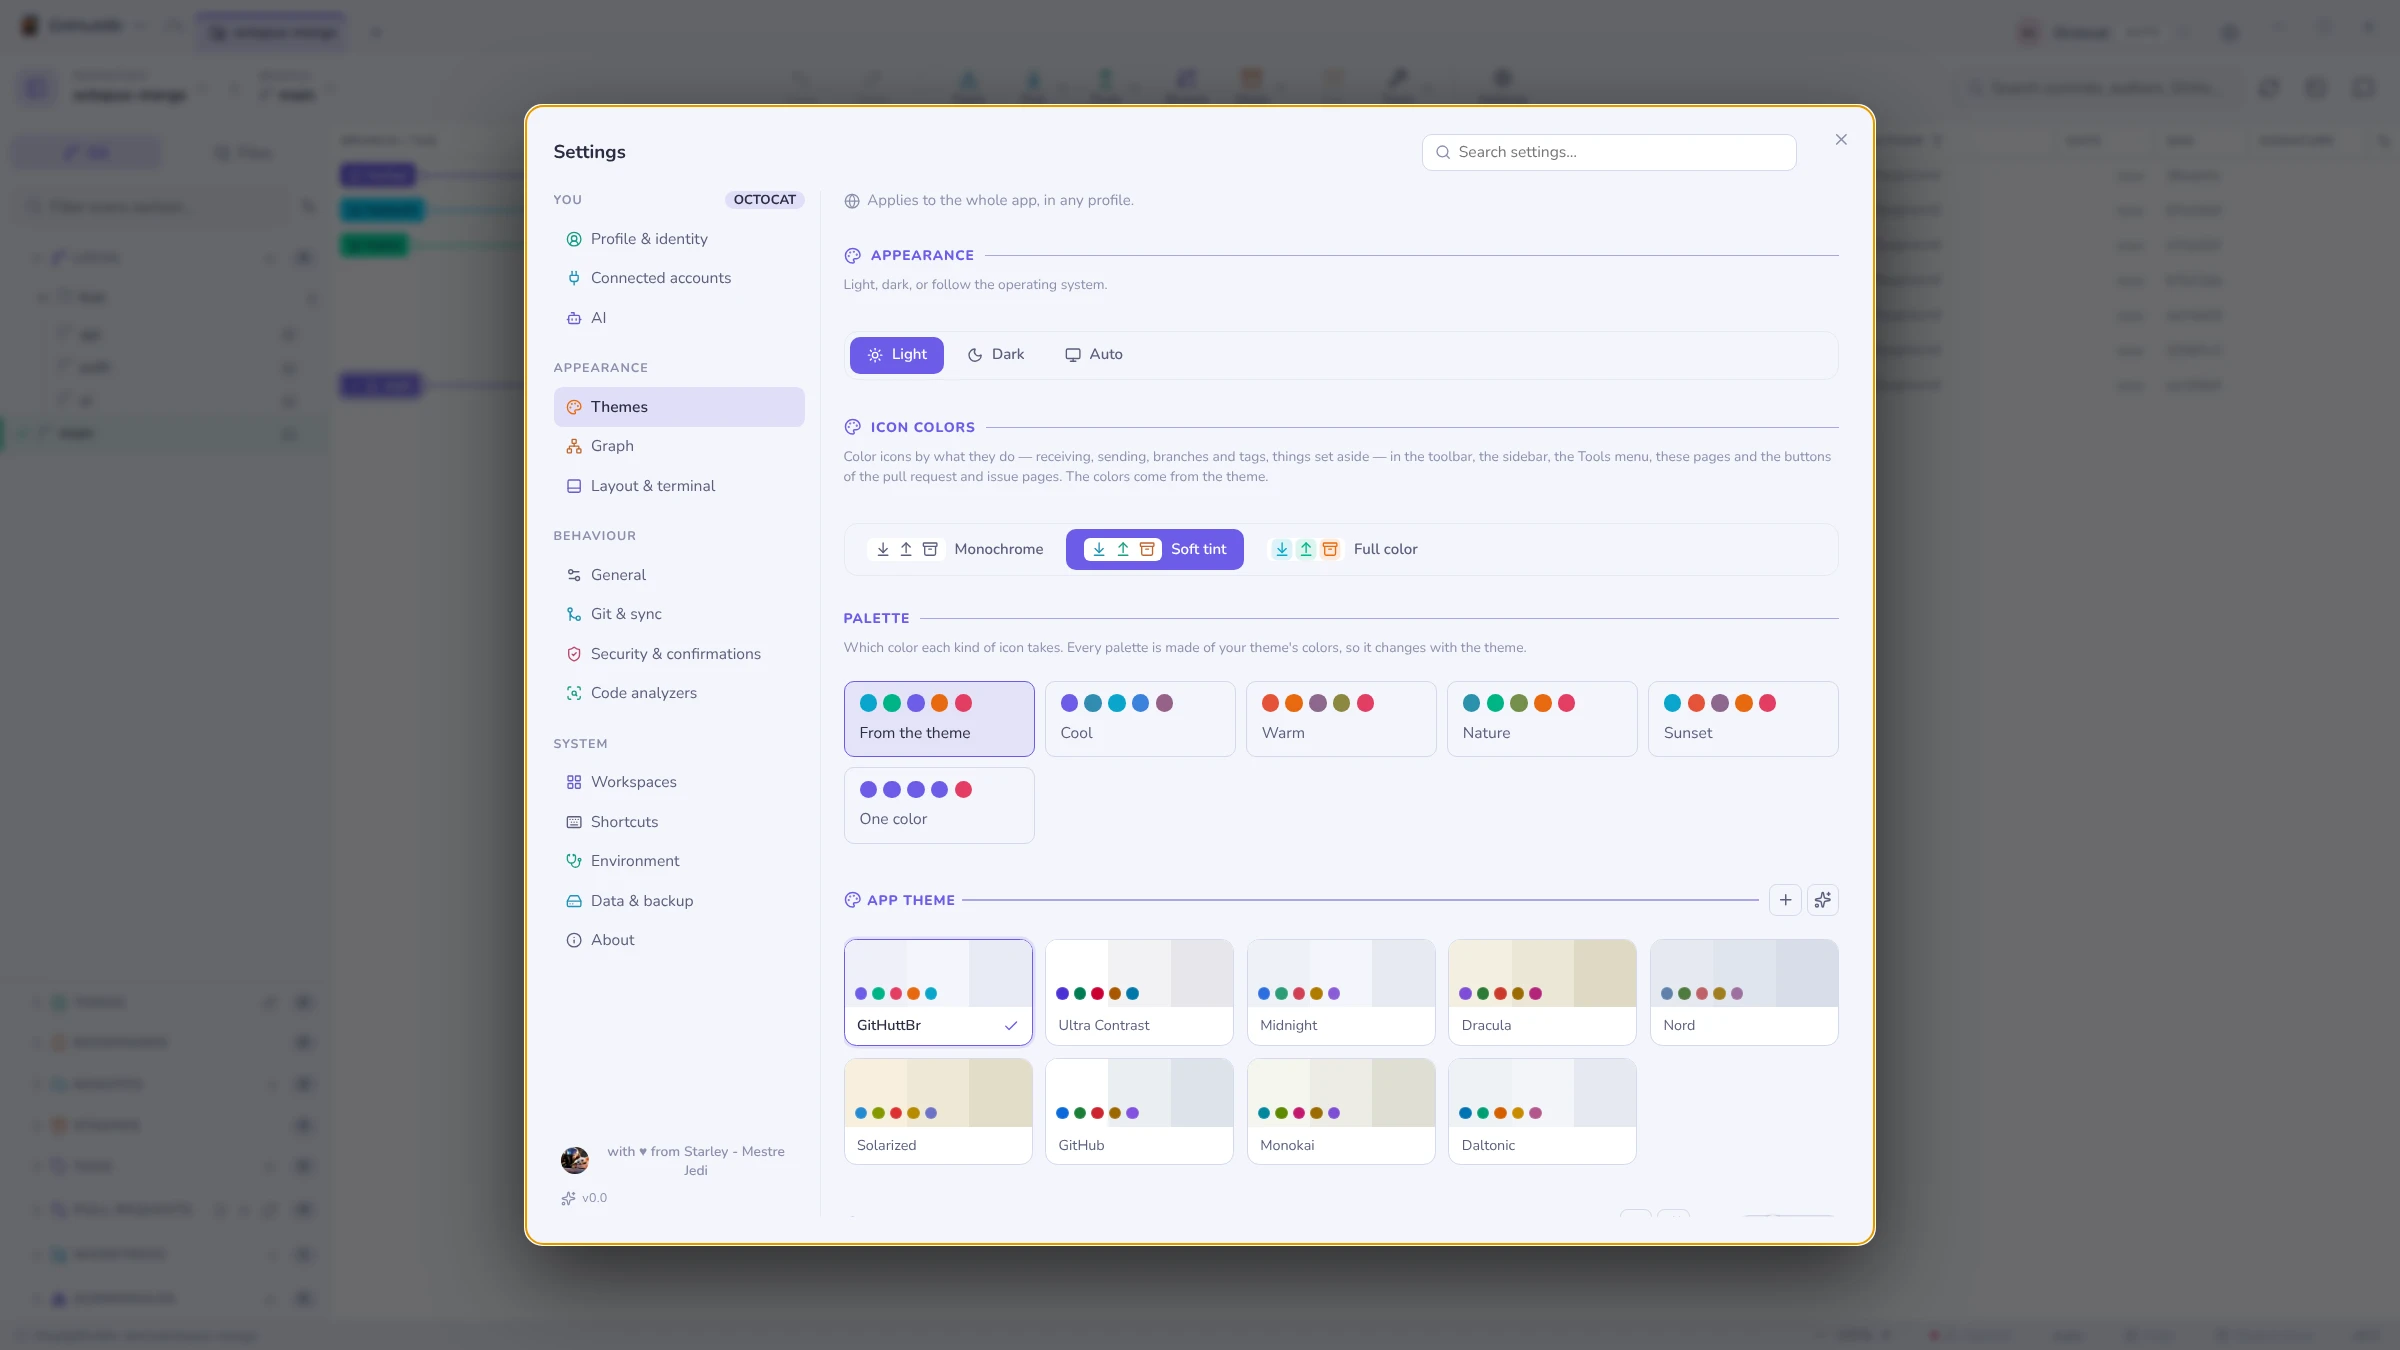 Settings
Search settings...
YOU
OCTOCAT
Profile & identity
Connected accounts
AI
APPEARANCE
Themes
Graph
Layout & terminal
BEHAVIOUR
General
Git & sync
Security & confirmations
Code analyzers
SYSTEM
Workspaces
Shortcuts
Environment
Data & backup
About
with ♥ from Starley - Mestre
Jedi
v0.0
Applies to the whole app, in any profile.
APPEARANCE
Light, dark, or follow the operating system.
Light
Dark
Auto
ICON COLORS
Color icons by what they do — receiving, sending, branches and tags, things set aside — in the toolbar, the sidebar, the Tools menu, these pages and the buttons
of the pull request and issue pages. The colors come from the theme.
Monochrome
Soft tint
Full color
PALETTE
Which color each kind of icon takes. Every palette is made of your theme's colors, so it changes with the theme.
From the theme
Cool
Warm
Nature
Sunset
One color
APP THEME
GitHuttBr
Ultra Contrast
Midnight
Dracula
Nord
Solarized
GitHub
Monokai
Daltonic